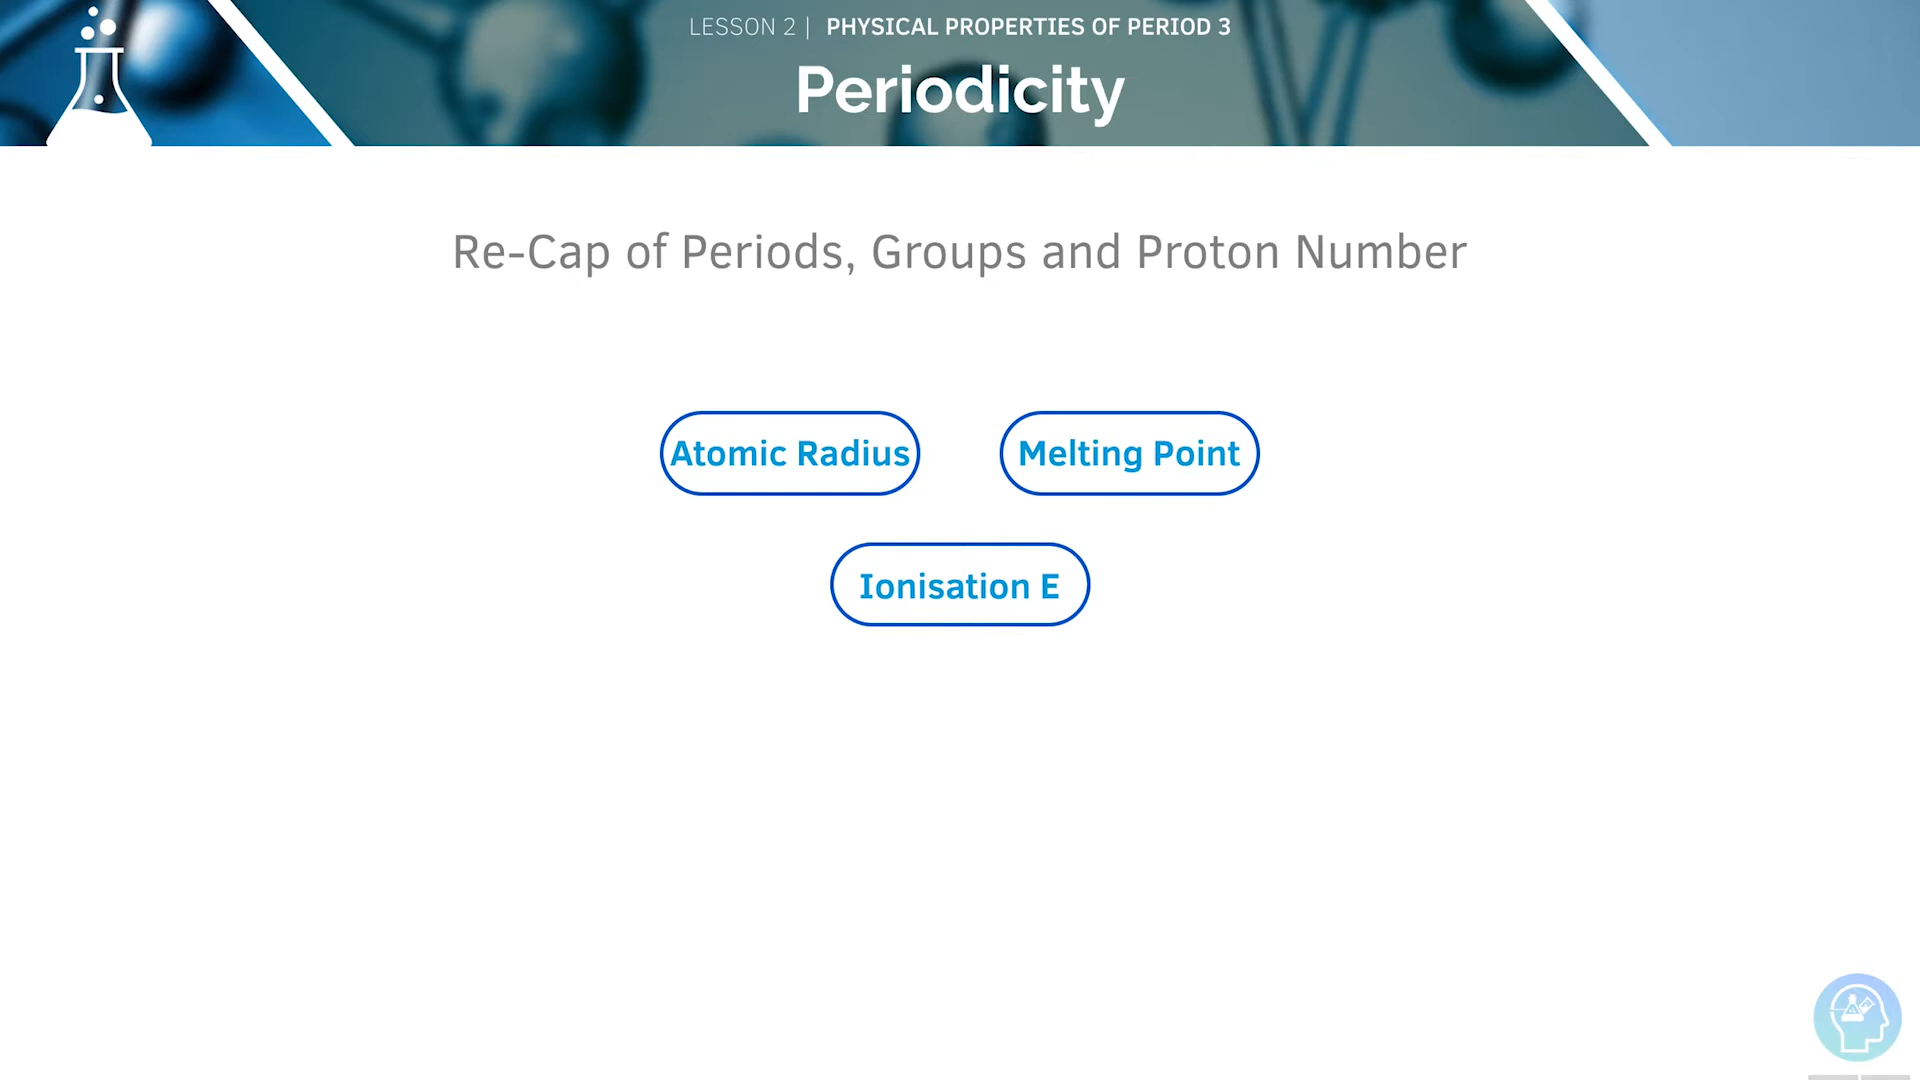 LESSON 2 | PHYSICAL PROPERTIES OF PERIOD 3
Periodicity
Re-Cap of Periods, Groups and Proton Number
Atomic Radius Melting Point
Ionisation E